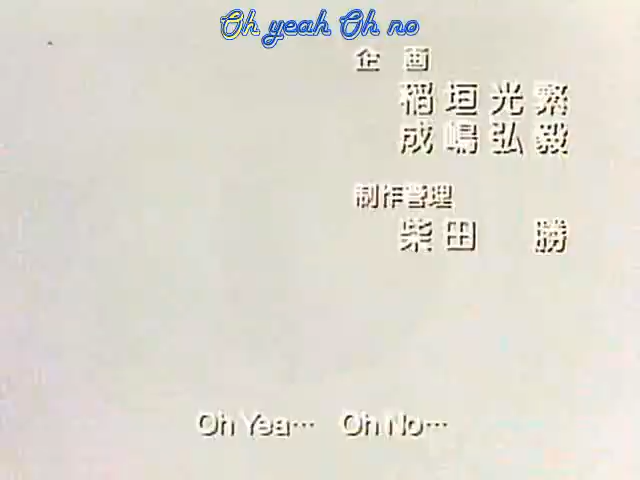 Oh yeah Oh no
企 画
稲垣光繁
成嶋弘毅
制作管理
柴田 勝
Oh Yea… Oh No…